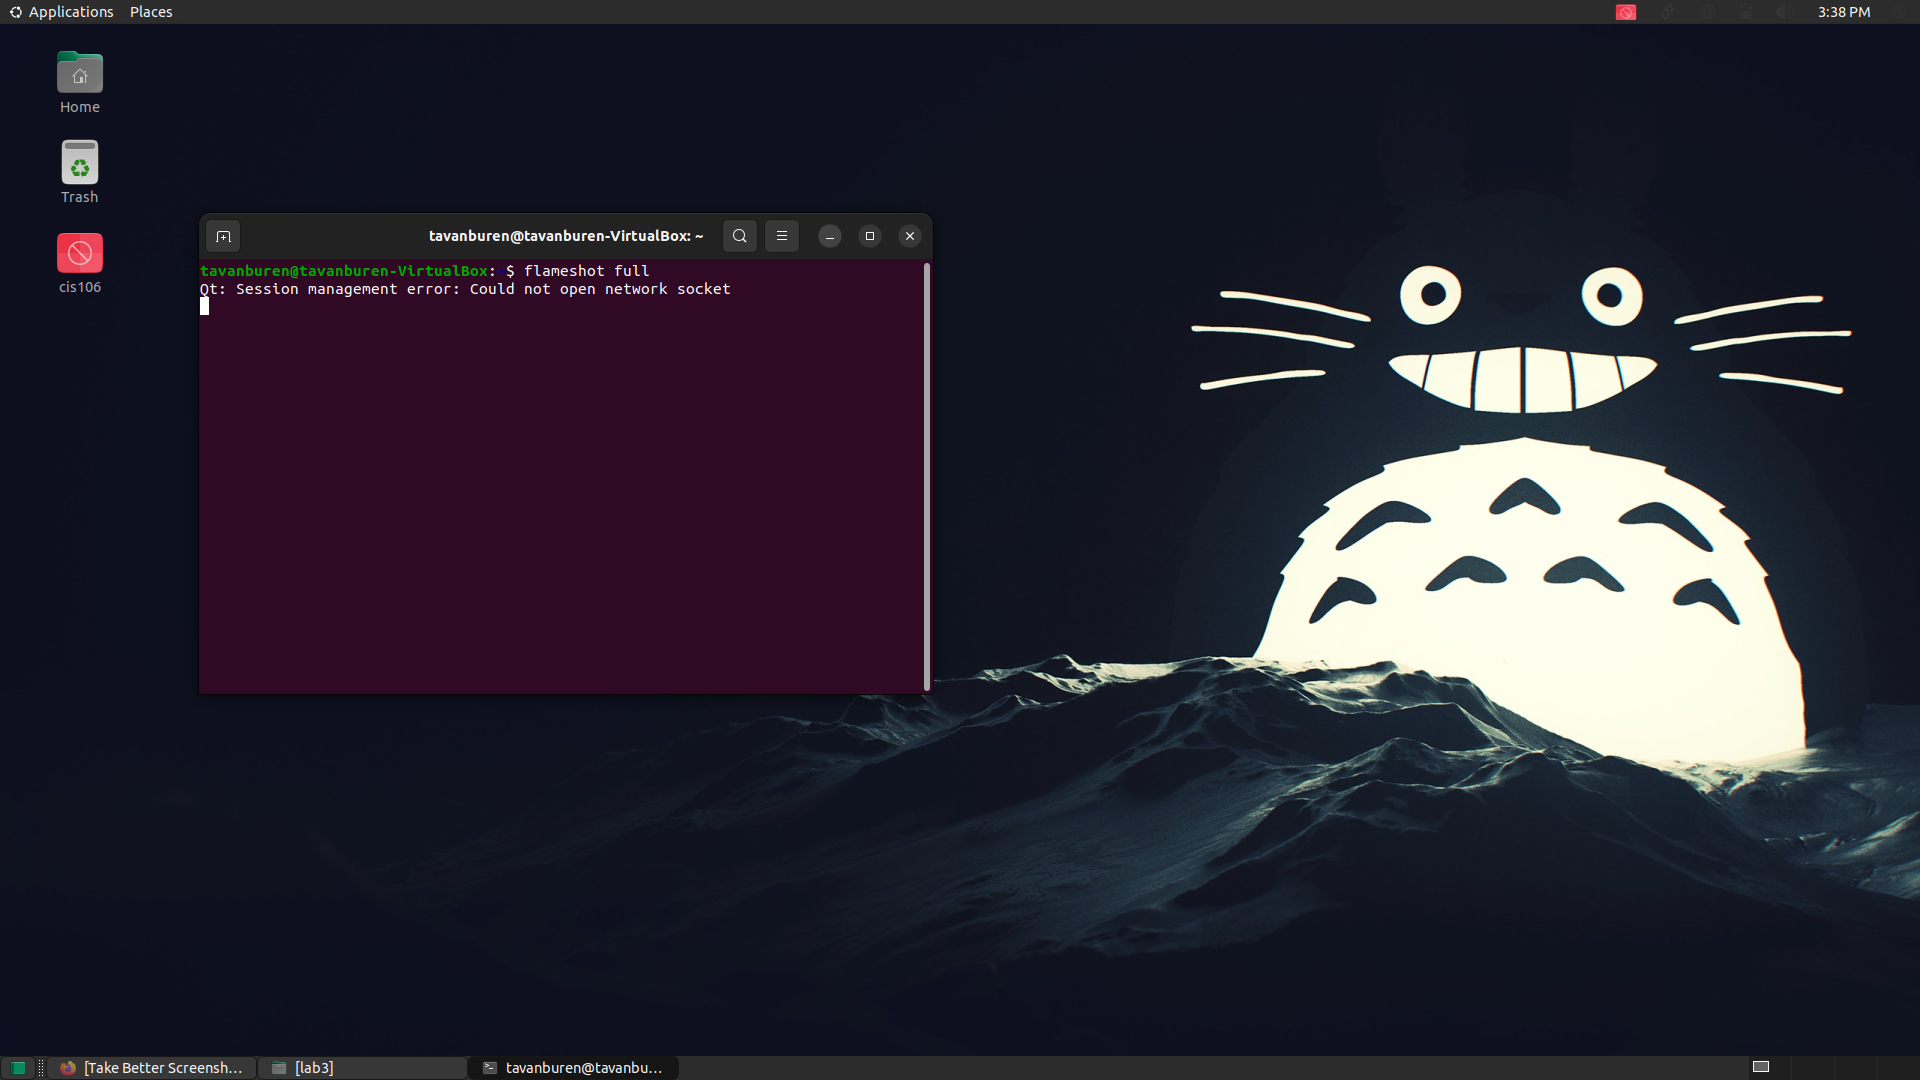 Applications Places
3:38 PM
Home
Trash
cis106
tavanburen@tavanburen-VirtualBox: ~
tavanburen@tavanburen-VirtualBox:~$ flameshot full
Qt: Session management error: Could not open network socket
[Take Better Screensh... [lab3] tavanburen@tavanbu...